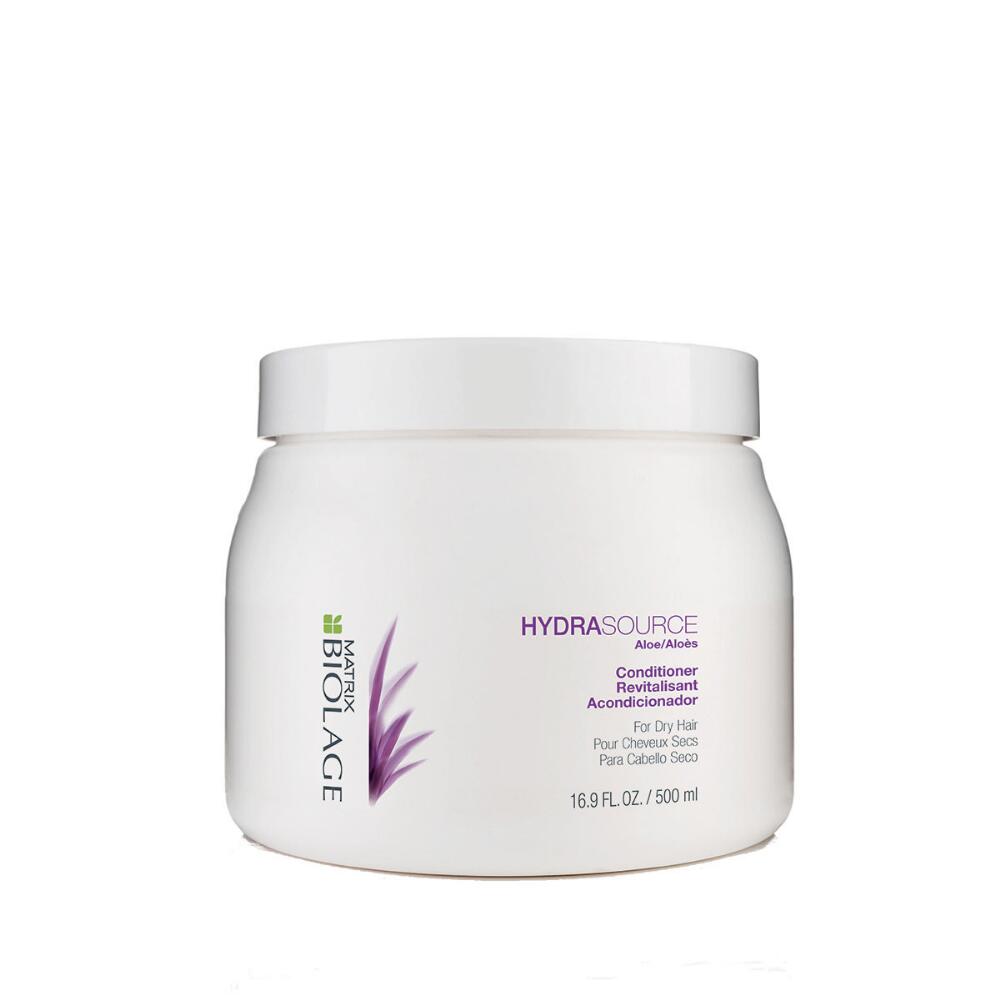 MATRIX
BIOLAGE
HYDRASOURCE
Aloe/Aloès
Conditioner
Revitalisant
Acondicionador
For Dry Hair
Pour Cheveux Secs
Para Cabello Seco
16.9 FL. OZ. / 500 ml